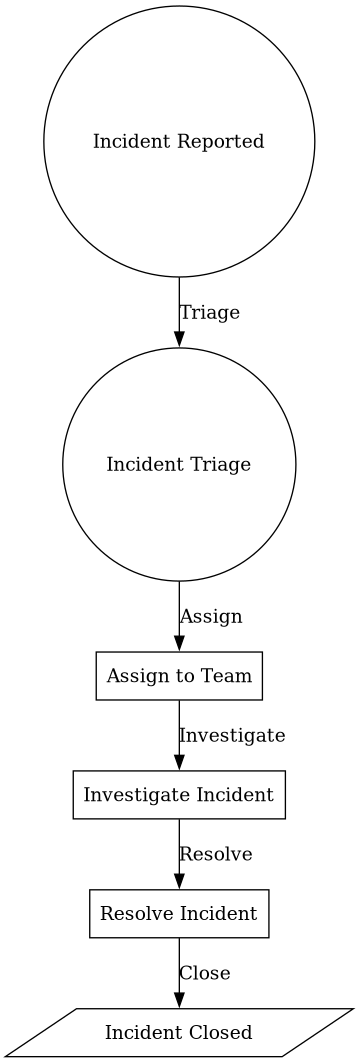 Incident Reported
Triage
Incident Triage
Assign
Assign to Team
Investigate
Investigate Incident
Resolve
Resolve Incident
Close
Incident Closed